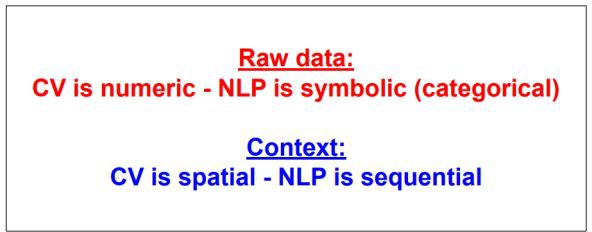 Raw data:
CV is numeric - NLP is symbolic (categorical)
Context:
CV is spatial - NLP is sequential